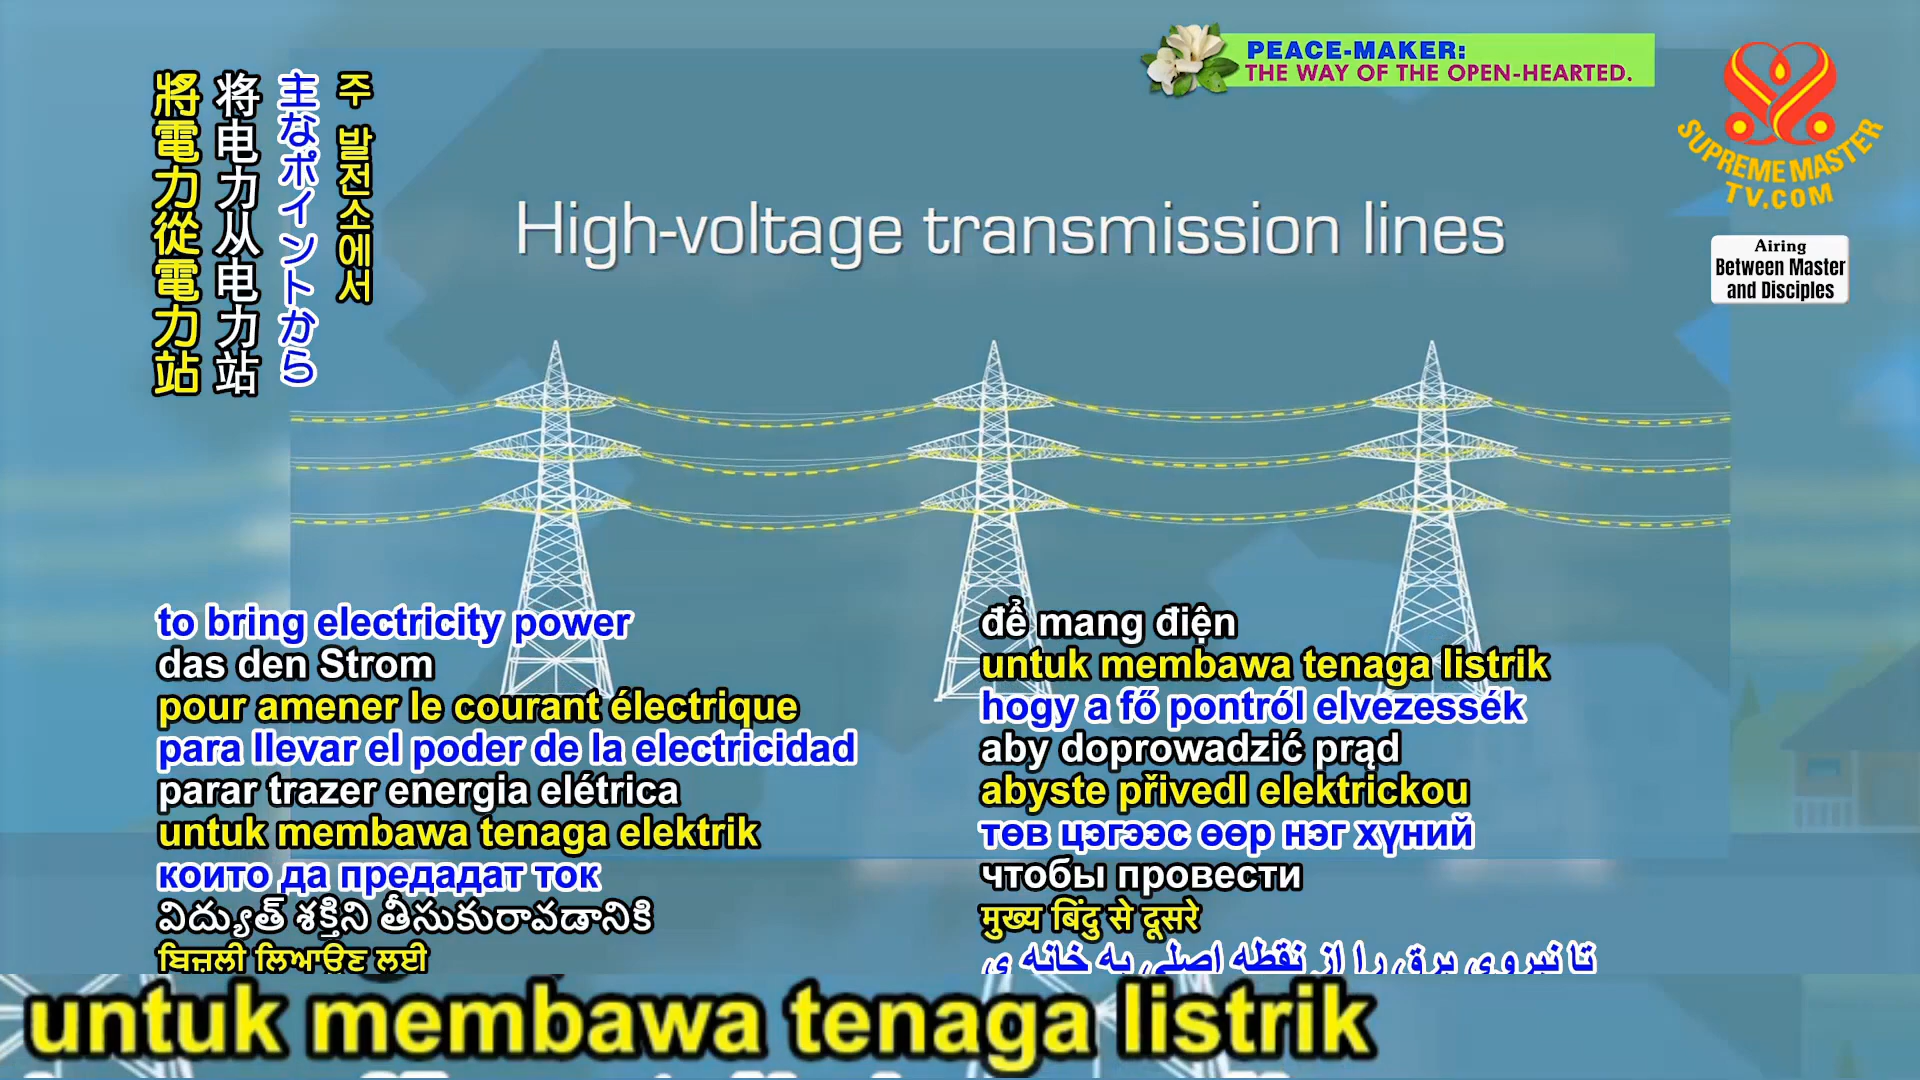 PEACE-MAKER:
THE WAY OF THE OPEN-HEARTED.
SUPREME MASTER
TV.COM
Airing
Between Master
and Disciples
將電力從電力站
将电力从电力站
主なポイントから
주 발전소에서
High-voltage transmission lines
to bring electricity power
das den Strom
pour amener le courant électrique
para llevar el poder de la electricidad
parar trazer energia elétrica
untuk membawa tenaga elektrik
които да предадат ток
విద్యుత్ శక్తిని తీసుకురావడానికి
ਬਿਜ਼ਲੀ ਲਿਆਉਣ ਲਈ
để mang điện
untuk membawa tenaga listrik
hogy a fő pontról elvezessék
aby doprowadzić prąd
abyste přivedl elektrickou
төв цэгээс өөр нэг хүний
чтобы провести
मुख्य बिंदु से दूसरे
تا نیروی برق را از نقطه اصلی به خانه ی
untuk membawa tenaga listrik